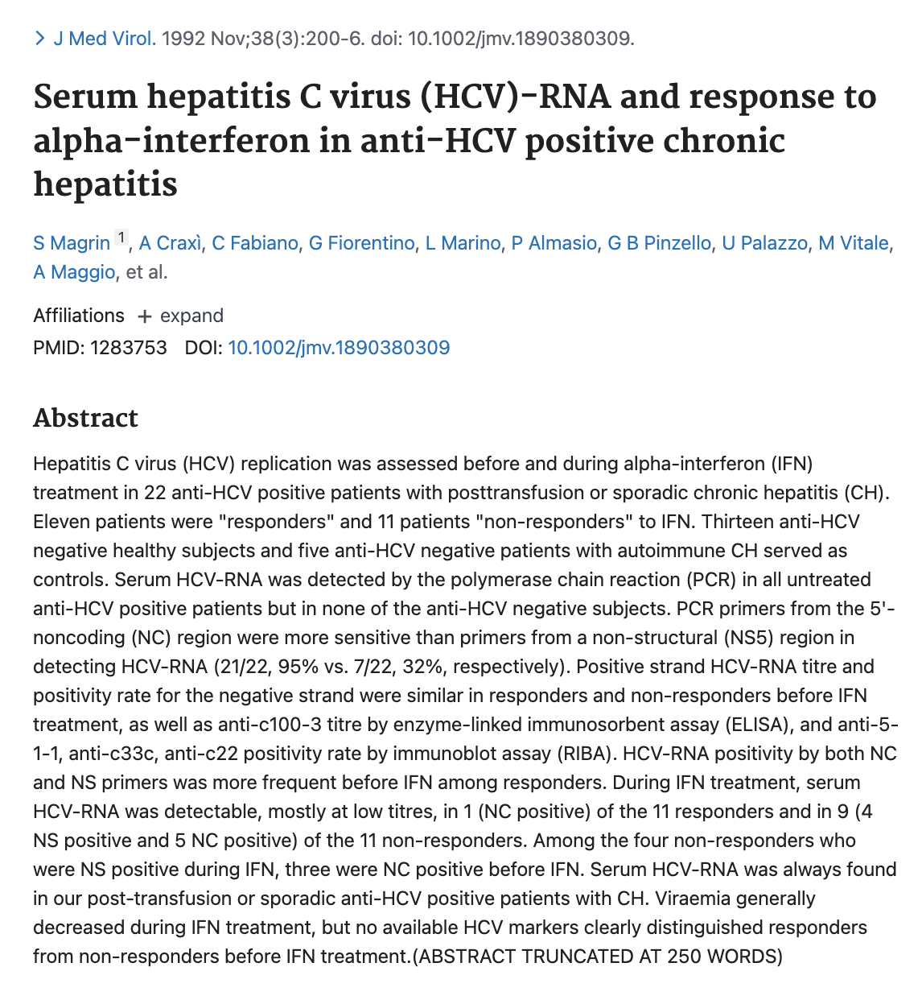 > J Med Virol. 1992 Nov;38(3):200-6. doi: 10.1002/jmv.1890380309.
Serum hepatitis C virus (HCV)-RNA and response to
alpha-interferon in anti-HCV positive chronic
hepatitis
S Magrin 1, A Craxì, C Fabiano, G Fiorentino, L Marino, P Almasio, G B Pinzello, U Palazzo, M Vitale,
A Maggio, et al.
Affiliations + expand
PMID: 1283753 DOI: 10.1002/jmv.1890380309
Abstract
Hepatitis C virus (HCV) replication was assessed before and during alpha-interferon (IFN)
treatment in 22 anti-HCV positive patients with posttransfusion or sporadic chronic hepatitis (CH).
Eleven patients were "responders" and 11 patients "non-responders" to IFN. Thirteen anti-HCV
negative healthy subjects and five anti-HCV negative patients with autoimmune CH served as
controls. Serum HCV-RNA was detected by the polymerase chain reaction (PCR) in all untreated
anti-HCV positive patients but in none of the anti-HCV negative subjects. PCR primers from the 5'-
noncoding (NC) region were more sensitive than primers from a non-structural (NS5) region in
detecting HCV-RNA (21/22, 95% vs. 7/22, 32%, respectively). Positive strand HCV-RNA titre and
positivity rate for the negative strand were similar in responders and non-responders before IFN
treatment, as well as anti-c100-3 titre by enzyme-linked immunosorbent assay (ELISA), and anti-5-
1-1, anti-c33c, anti-c22 positivity rate by immunoblot assay (RIBA). HCV-RNA positivity by both NC
and NS primers was more frequent before IFN among responders. During IFN treatment, serum
HCV-RNA was detectable, mostly at low titres, in 1 (NC positive) of the 11 responders and in 9 (4
NS positive and 5 NC positive) of the 11 non-responders. Among the four non-responders who
were NS positive during IFN, three were NC positive before IFN. Serum HCV-RNA was always found
in our post-transfusion or sporadic anti-HCV positive patients with CH. Viraemia generally
decreased during IFN treatment, but no available HCV markers clearly distinguished responders
from non-responders before IFN treatment.(ABSTRACT TRUNCATED AT 250 WORDS)